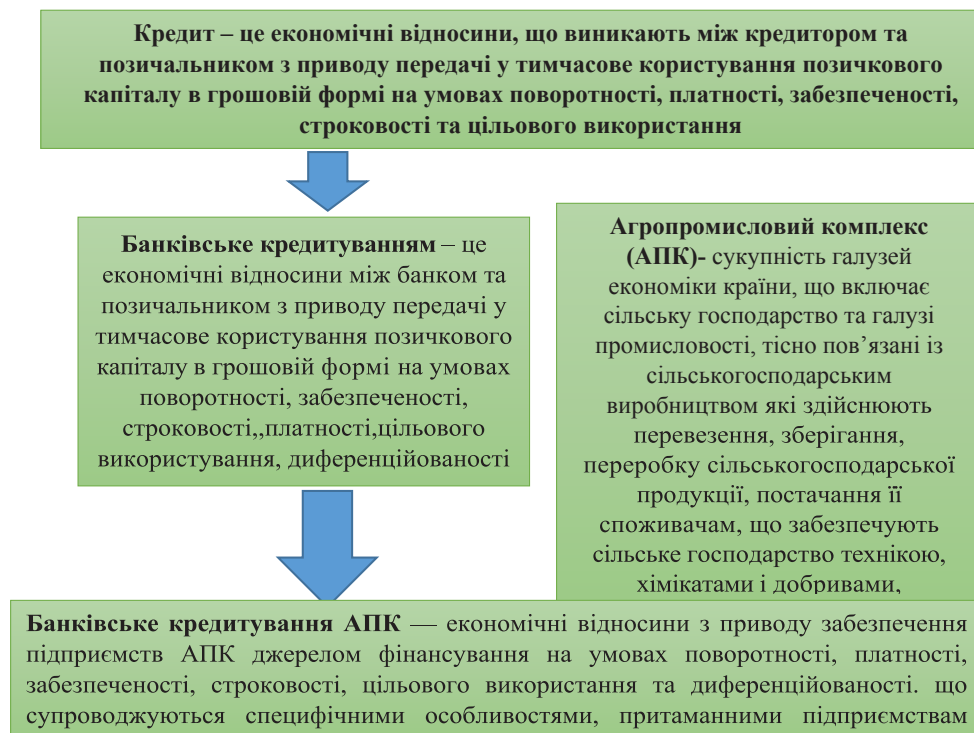 Кредит – це економічні відносини, що виникають між кредитором та
позичальником з приводу передачі у тимчасове користування позичкового
капіталу в грошовій формі на умовах поворотності, платності, забезпеченості,
строковості та цільового використання
Банківське кредитуванням – це
економічні відносини між банком та
позичальником з приводу передачі у
тимчасове користування позичкового
капіталу в грошовій формі на умовах
поворотності, забезпеченості,
строковості,,платності,цільового
використування, диференційованості
Агропромисловий комплекс
(АПК)- сукупність галузей
економіки країни, що включає
сільську господарство та галузі
промисловості, тісно пов’язані із
сільськогосподарським
виробництвом які здійснюють
перевезення, зберігання,
переробку сільськогосподарської
продукції, постачання її
споживачам, що забезпечують
сільське господарство технікою,
хімікатами і добривами,
Банківське кредитування АПК — економічні відносини з приводу забезпечення
підприємств АПК джерелом фінансування на умовах поворотності, платності,
забезпеченості, строковості, цільового використання та диференційованості. що
супроводжуються специфічними особливостями, притаманними підприємствам